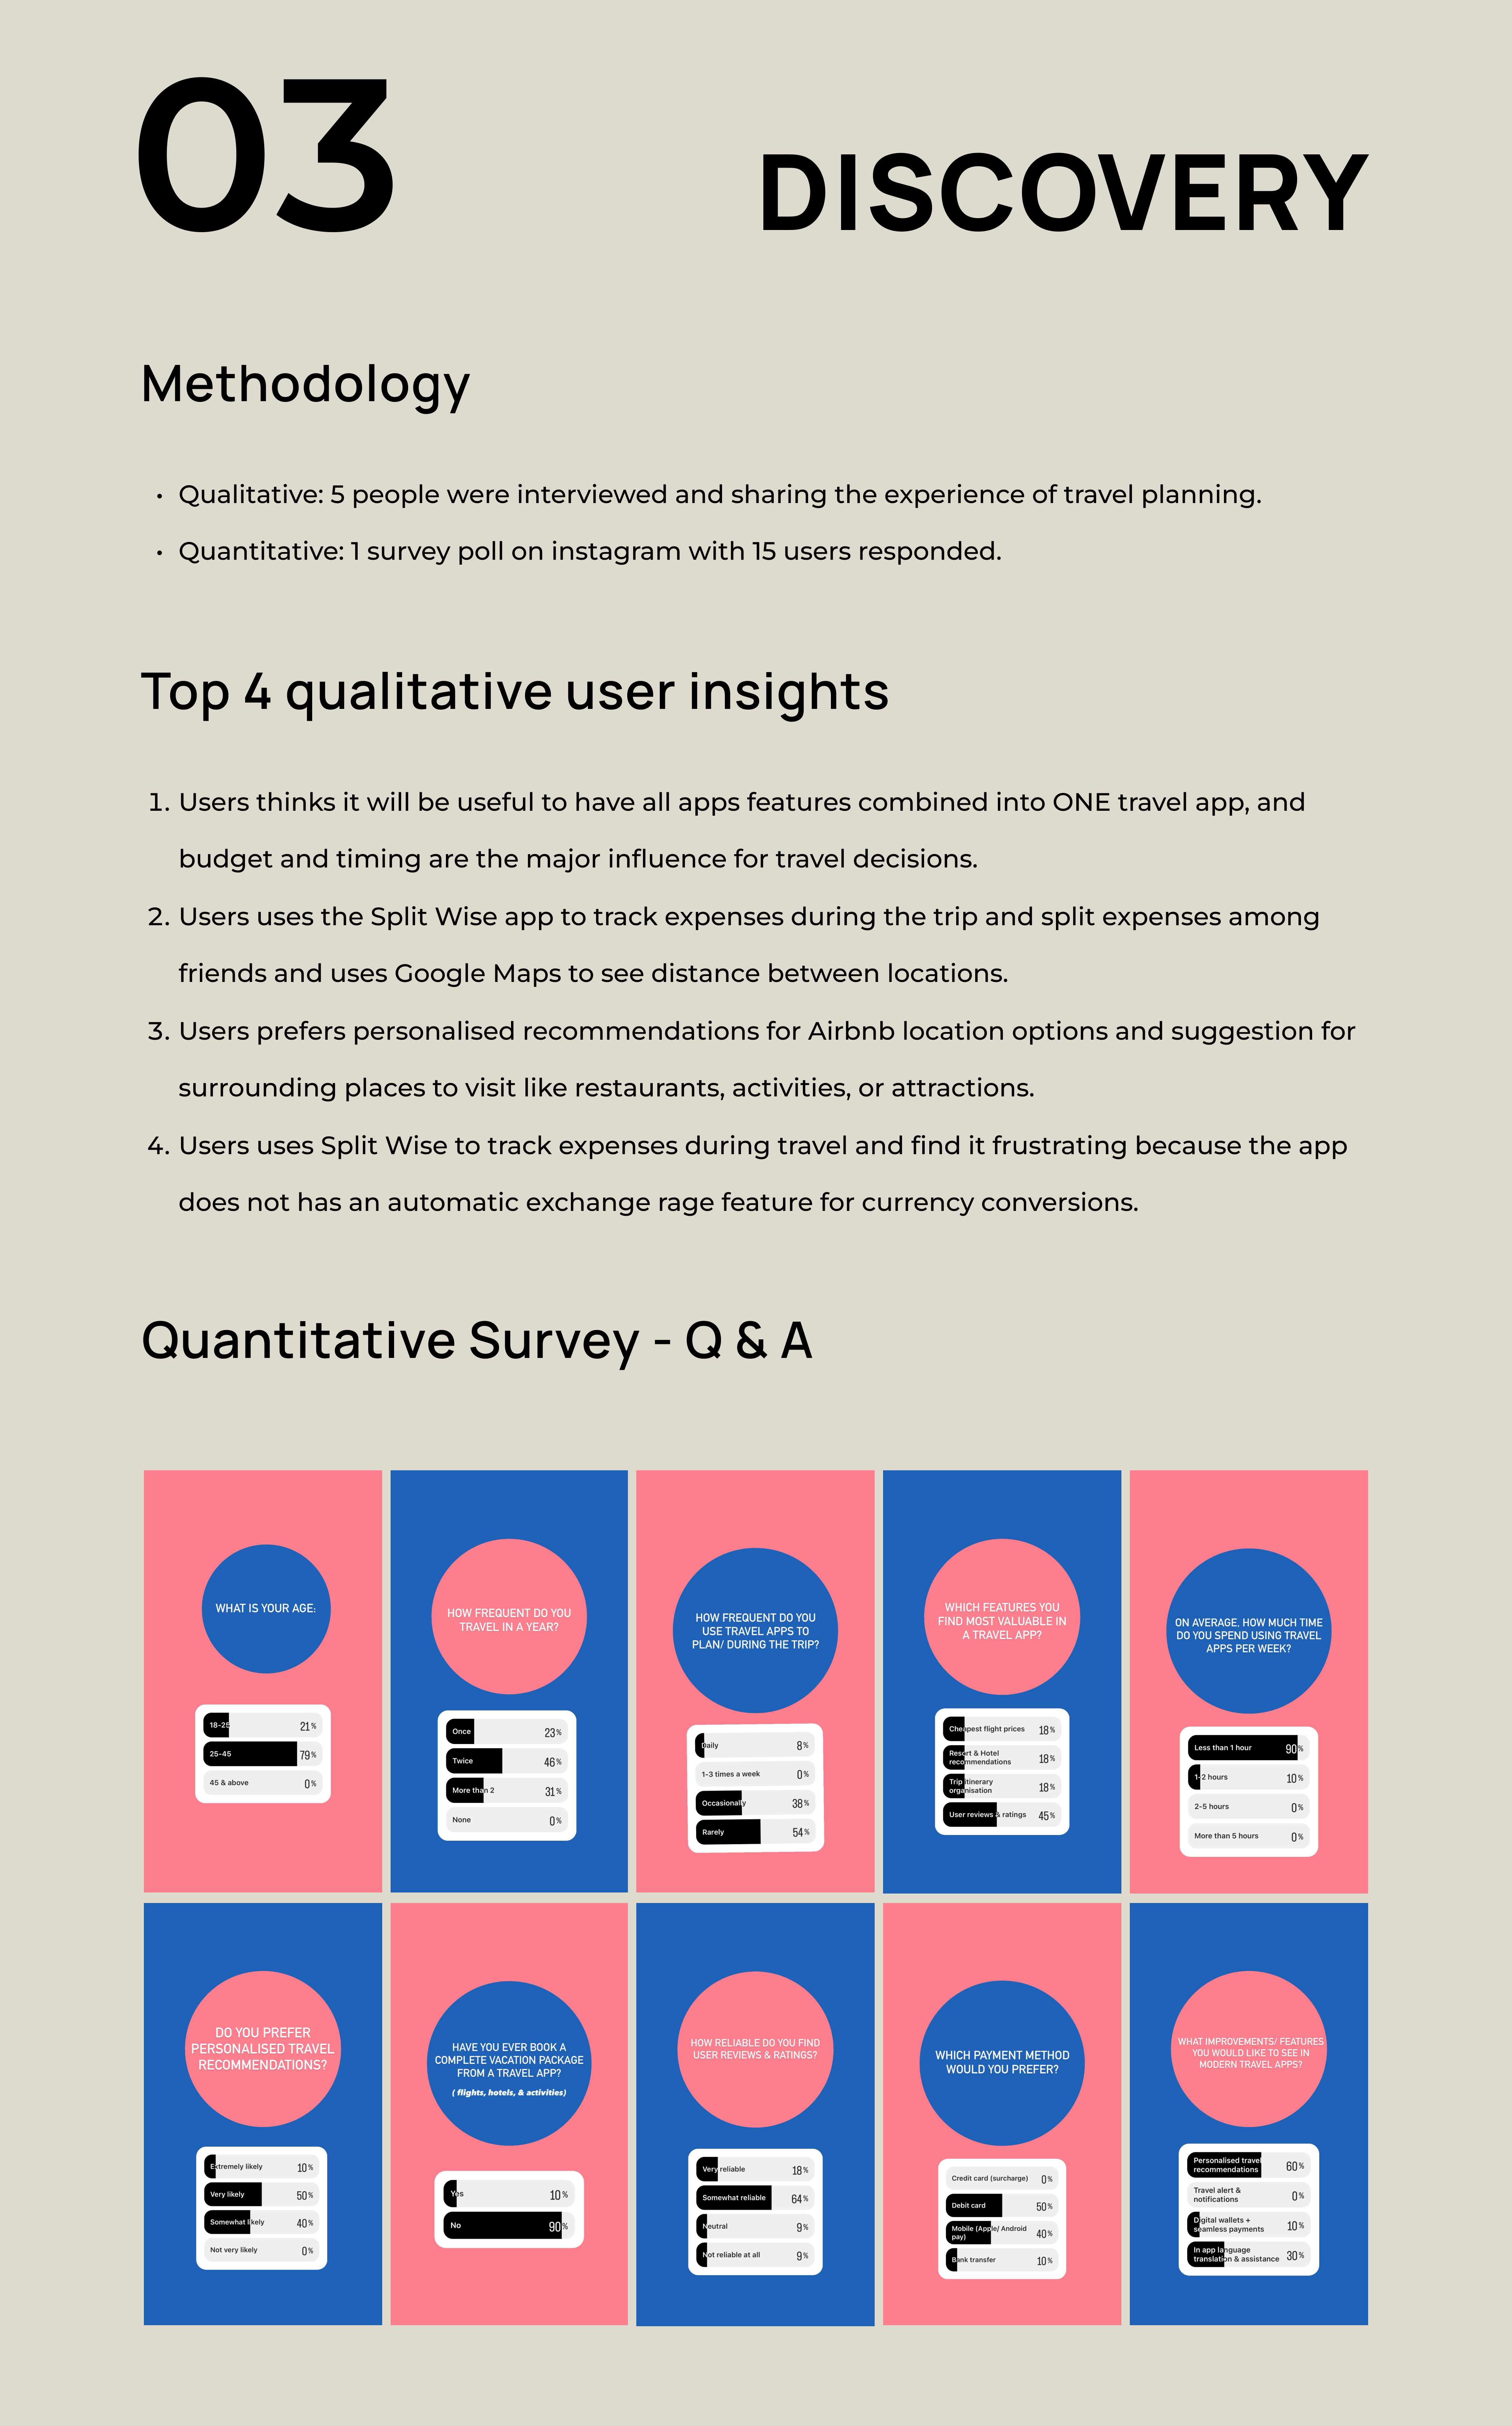 03
DISCOVERY
Methodology
• Qualitative: 5 people were interviewed and sharing the experience of travel planning.
• Quantitative: 1 survey poll on instagram with 15 users responded.
Top 4 qualitative user insights
1. Users thinks it will be useful to have all apps features combined into ONE travel app, and
budget and timing are the major influence for travel decisions.
2. Users uses the Split Wise app to track expenses during the trip and split expenses among
friends and uses Google Maps to see distance between locations.
3. Users prefers personalised recommendations for Airbnb location options and suggestion for
surrounding places to visit like restaurants, activities, or attractions.
4. Users uses Split Wise to track expenses during travel and find it frustrating because the app
does not has an automatic exchange rage feature for currency conversions.
Quantitative Survey - Q & A
WHAT IS YOUR AGE:
18-25 21%
25-45 79%
45 & above 0%
HOW FREQUENT DO YOU
TRAVEL IN A YEAR?
Once 23%
Twice 46%
More than 2 31%
None 0%
HOW FREQUENT DO YOU
USE TRAVEL APPS TO
PLAN/ DURING THE TRIP?
Daily 8%
1-3 times a week 0%
Occasionally 38%
Rarely 54%
WHICH FEATURES YOU
FIND MOST VALUABLE IN
A TRAVEL APP?
Cheapest flight prices 18%
Resort & Hotel
recommendations 18%
Trip itinerary
organisation 18%
User reviews & ratings 45%
ON AVERAGE, HOW MUCH TIME
DO YOU SPEND USING TRAVEL
APPS PER WEEK?
Less than 1 hour 90%
1-2 hours 10%
2-5 hours 0%
More than 5 hours 0%
DO YOU PREFER
PERSONALISED TRAVEL
RECOMMENDATIONS?
Extremely likely 10%
Very likely 50%
Somewhat likely 40%
Not very likely 0%
HAVE YOU EVER BOOK A
COMPLETE VACATION PACKAGE
FROM A TRAVEL APP?
( flights, hotels, & activities)
Yes 10%
No 90%
HOW RELIABLE DO YOU FIND
USER REVIEWS & RATINGS?
Very reliable 18%
Somewhat reliable 64%
Neutral 9%
Not reliable at all 9%
WHICH PAYMENT METHOD
WOULD YOU PREFER?
Credit card (surcharge) 0%
Debit card 50%
Mobile (Apple/ Android
pay) 40%
Bank transfer 10%
WHAT IMPROVEMENTS/ FEATURES
YOU WOULD LIKE TO SEE IN
MODERN TRAVEL APPS?
Personalised travel
recommendations 60%
Travel alert &
notifications 0%
Digital wallets +
seamless payments 10%
In app language
translation & assistance 30%